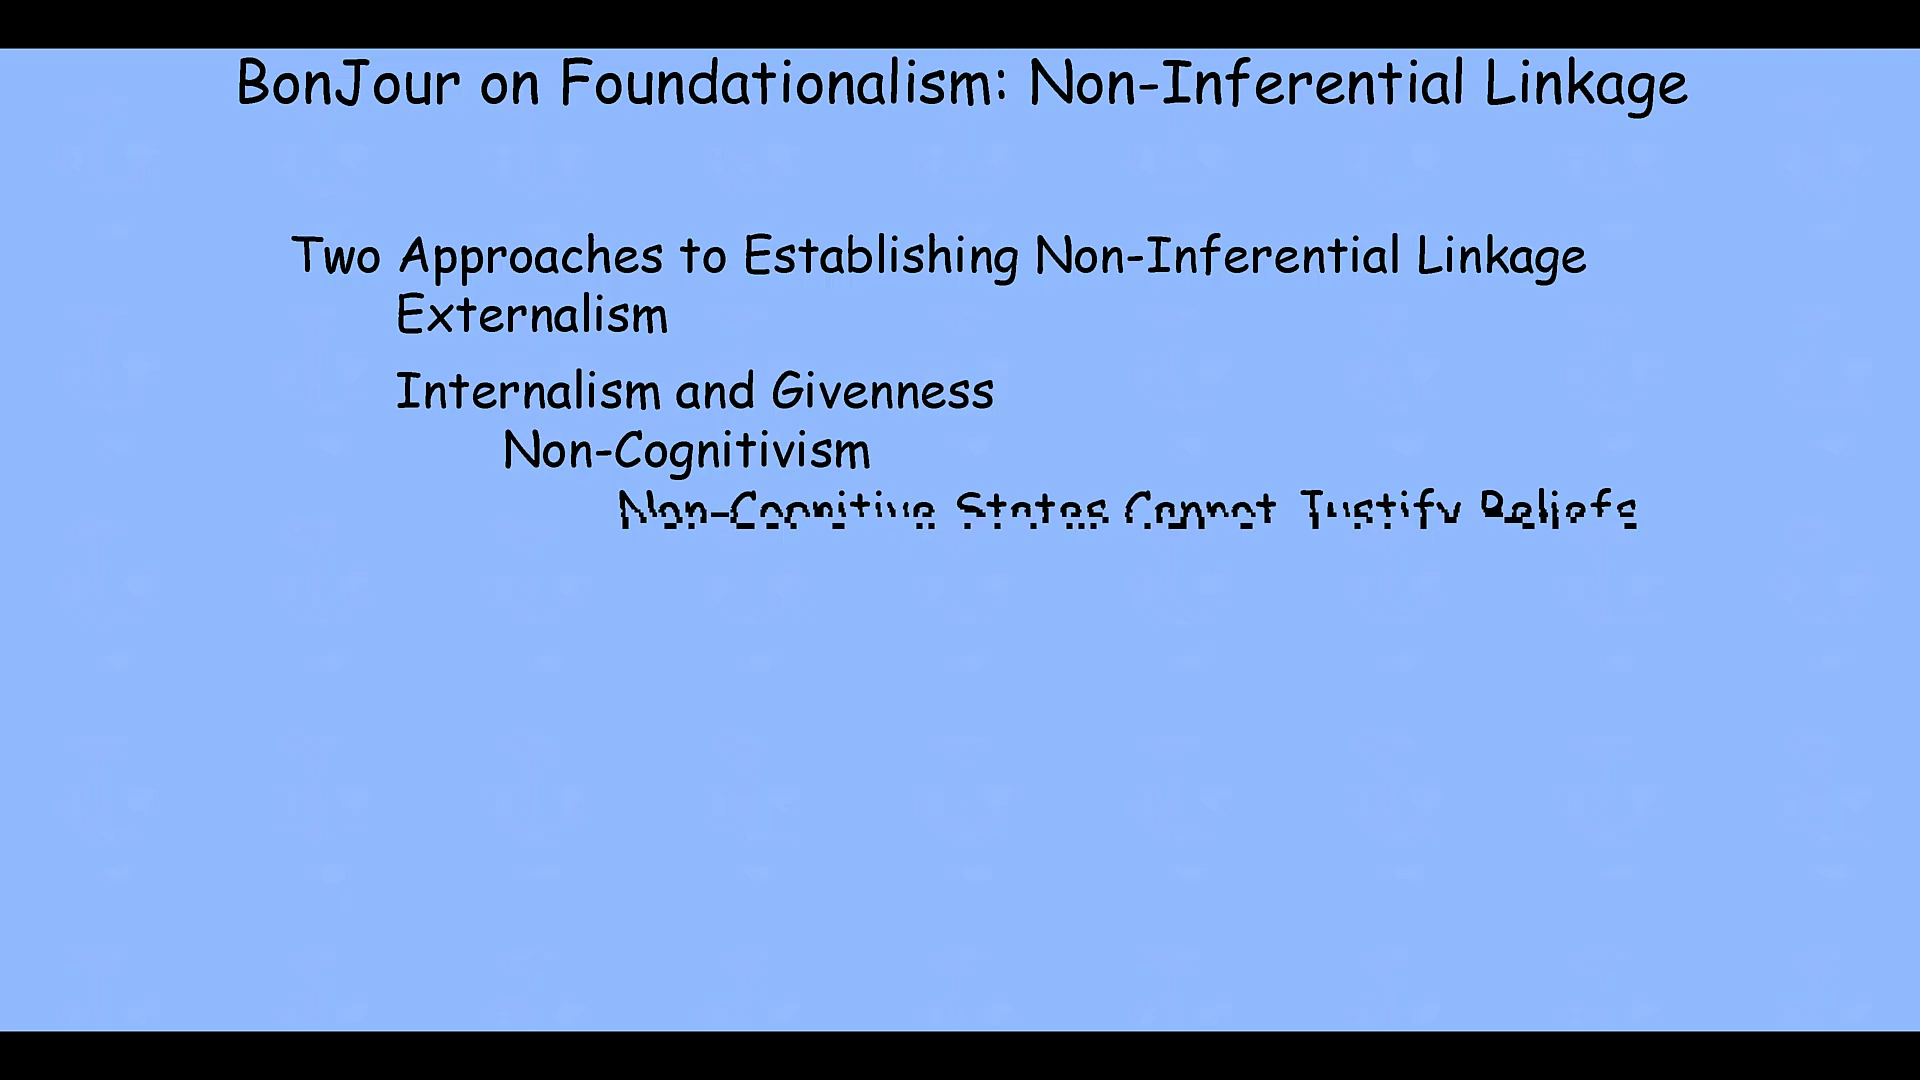 BonJour on Foundationalism: Non-Inferential Linkage
Two Approaches to Establishing Non-Inferential Linkage
Externalism
Internalism and Givenness
Non-Cognitivism
Non-Cognitive States Cannot Justify Beliefs